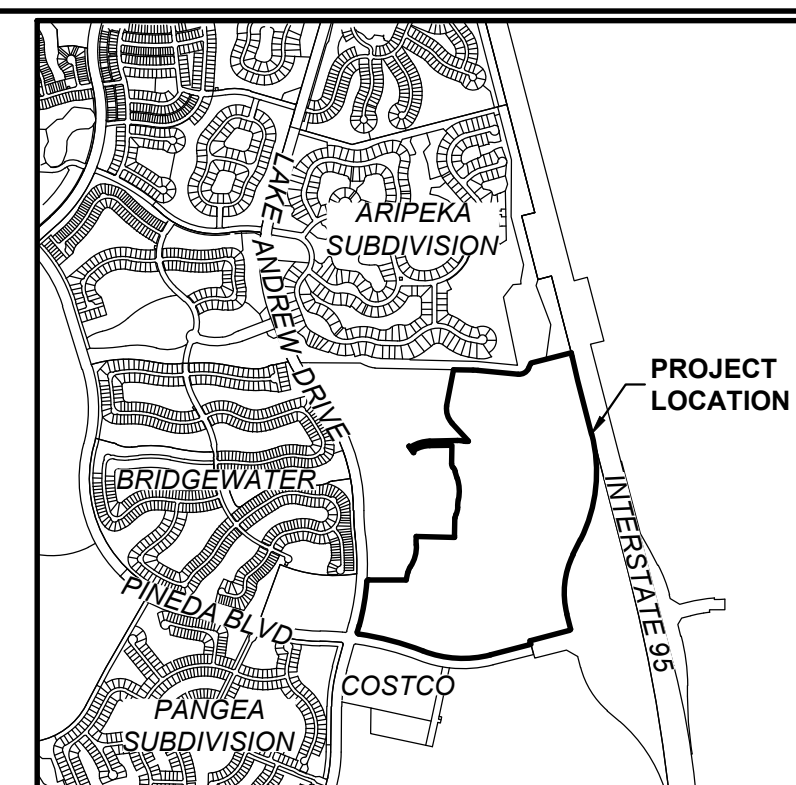 ARIPEKA
SUBDIVISION
LAKE ANDREW DRIVE
PROJECT
LOCATION
BRIDGEWATER
INTERSTATE 95
PINEDA BLVD
COSTCO
PANGEA
SUBDIVISION